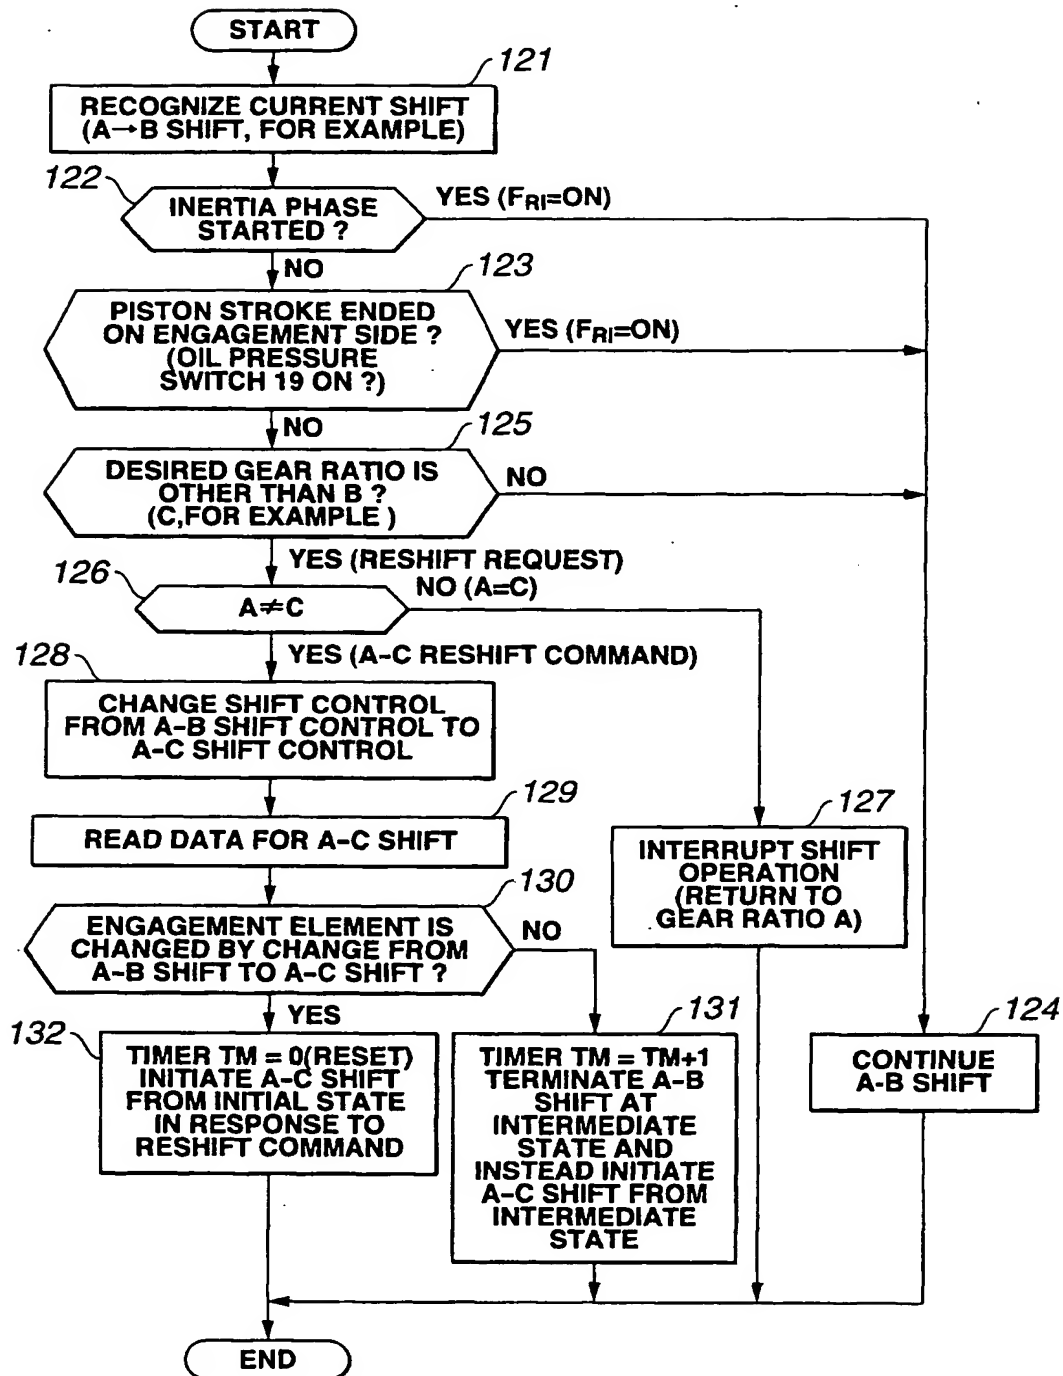 START
121
RECOGNIZE CURRENT SHIFT
(A→B SHIFT, FOR EXAMPLE)
122
INERTIA PHASE
STARTED ?
YES (FRI=ON)
NO
123
PISTON STROKE ENDED
ON ENGAGEMENT SIDE ?
(OIL PRESSURE
SWITCH 19 ON ?)
YES (FRI=ON)
NO
125
DESIRED GEAR RATIO IS
OTHER THAN B ?
(C,FOR EXAMPLE )
NO
YES (RESHIFT REQUEST)
126
A≠C
NO (A=C)
YES (A-C RESHIFT COMMAND)
128
CHANGE SHIFT CONTROL
FROM A-B SHIFT CONTROL TO
A-C SHIFT CONTROL
129
READ DATA FOR A-C SHIFT
127
INTERRUPT SHIFT
OPERATION
(RETURN TO
GEAR RATIO A)
130
ENGAGEMENT ELEMENT IS
CHANGED BY CHANGE FROM
A-B SHIFT TO A-C SHIFT ?
NO
YES
132
TIMER TM = 0(RESET)
INITIATE A-C SHIFT
FROM INITIAL STATE
IN RESPONSE TO
RESHIFT COMMAND
131
TIMER TM = TM+1
TERMINATE A-B
SHIFT AT
INTERMEDIATE
STATE AND
INSTEAD INITIATE
A-C SHIFT FROM
INTERMEDIATE
STATE
124
CONTINUE
A-B SHIFT
END